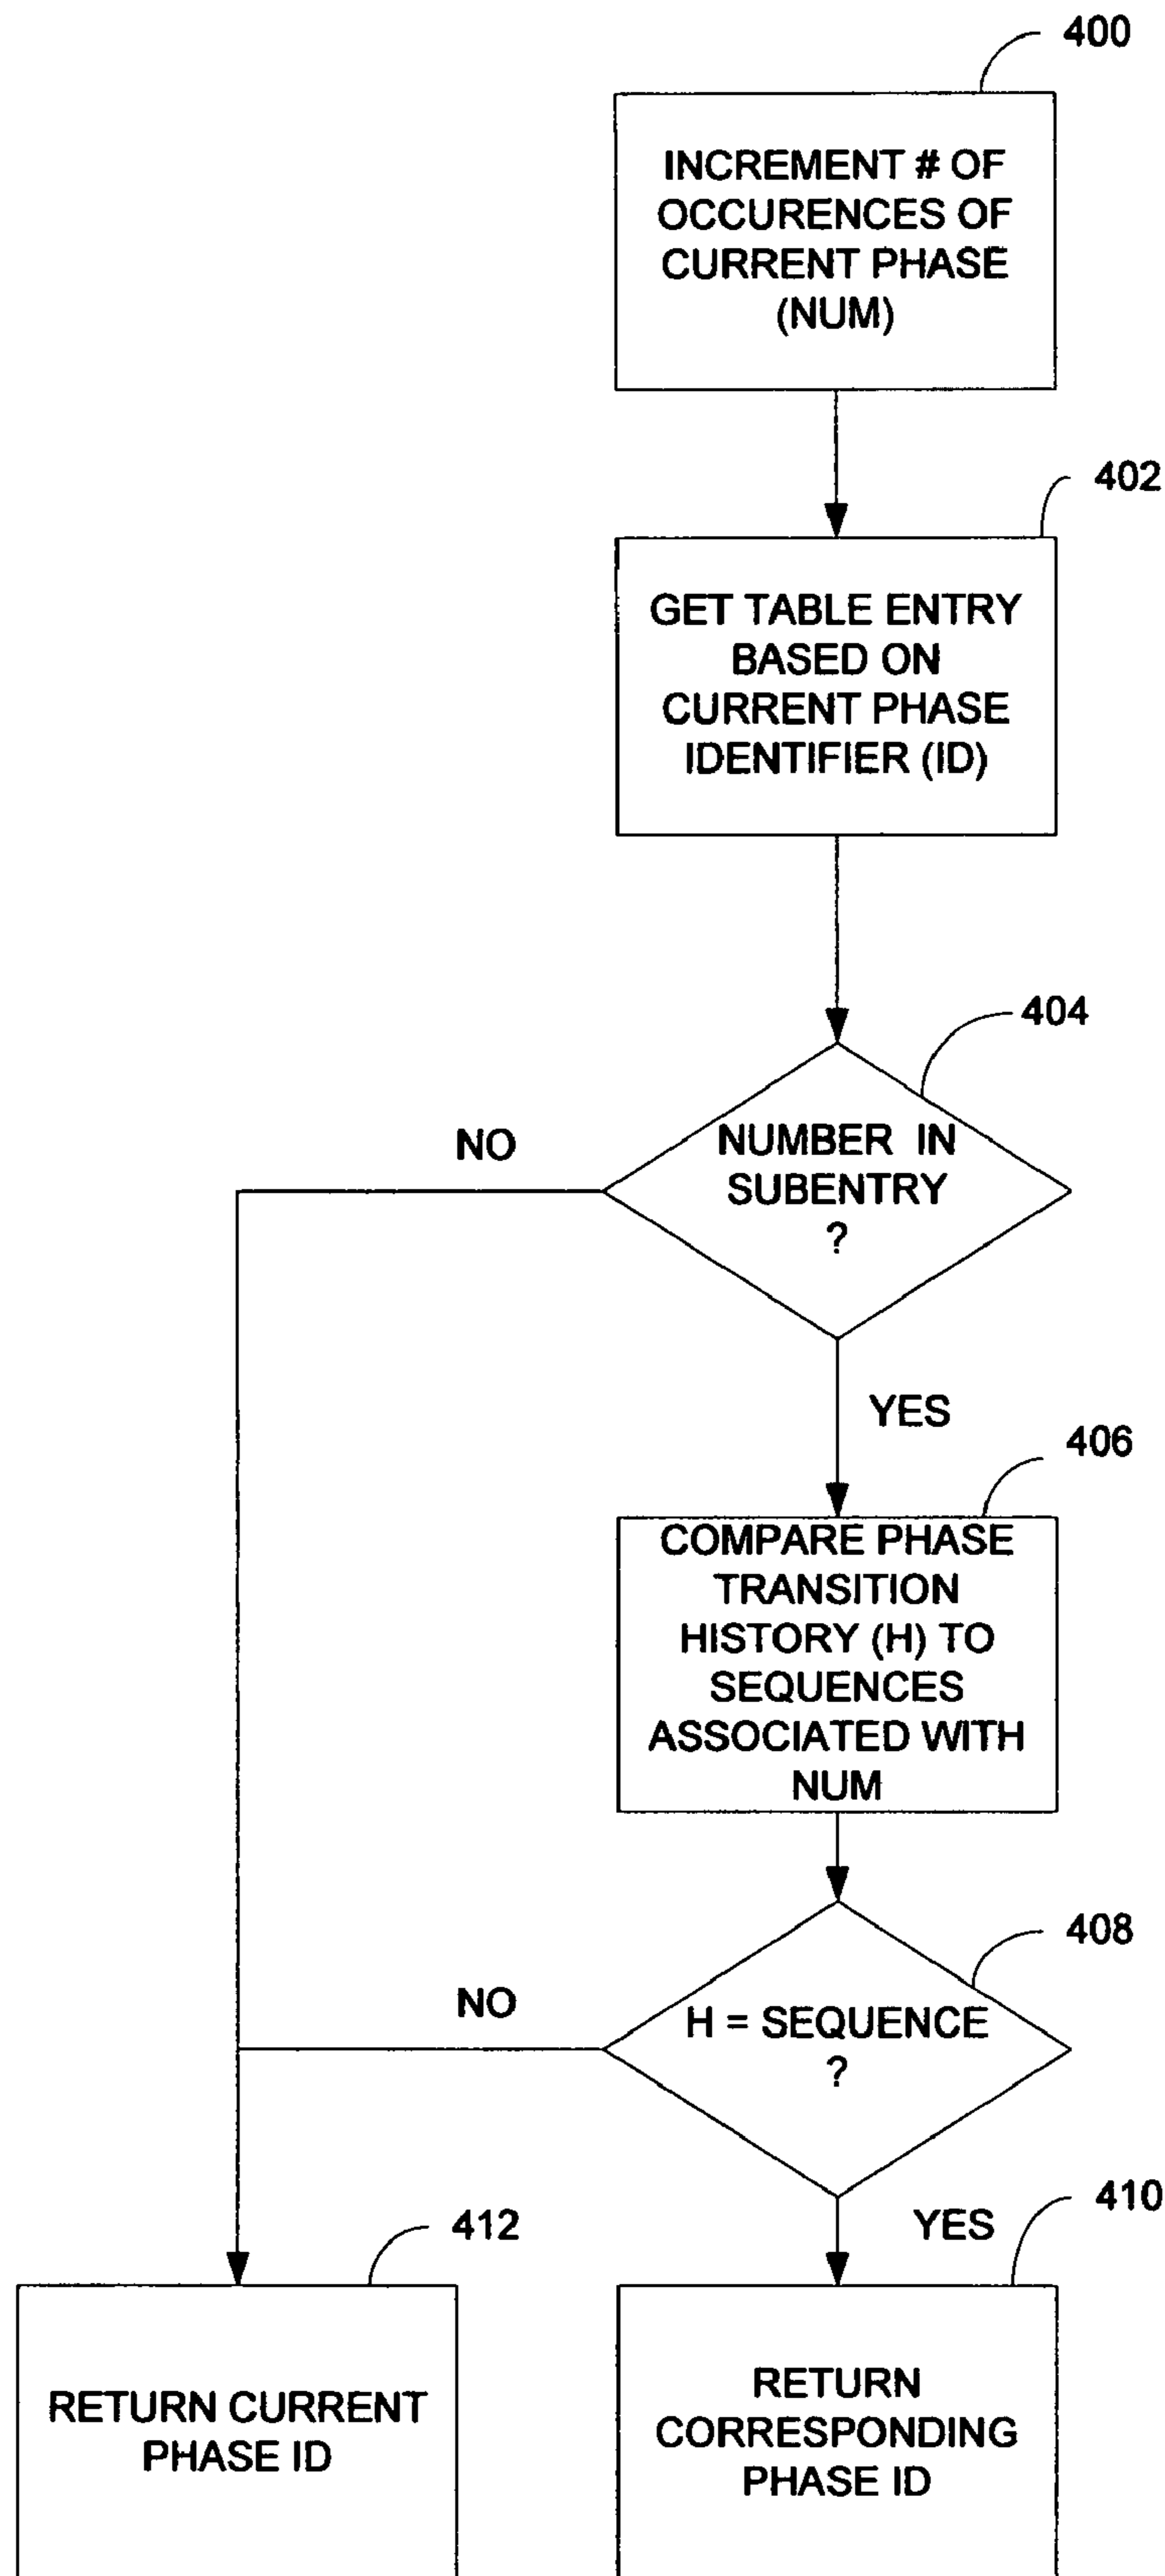 400
INCREMENT # OF
OCCURENCES OF
CURRENT PHASE
(NUM)
402
GET TABLE ENTRY
BASED ON
CURRENT PHASE
IDENTIFIER (ID)
404
NO
NUMBER IN
SUBENTRY
?
YES
406
COMPARE PHASE
TRANSITION
HISTORY (H) TO
SEQUENCES
ASSOCIATED WITH
NUM
408
NO
H = SEQUENCE
?
YES
410
412
RETURN CURRENT
PHASE ID
RETURN
CORRESPONDING
PHASE ID